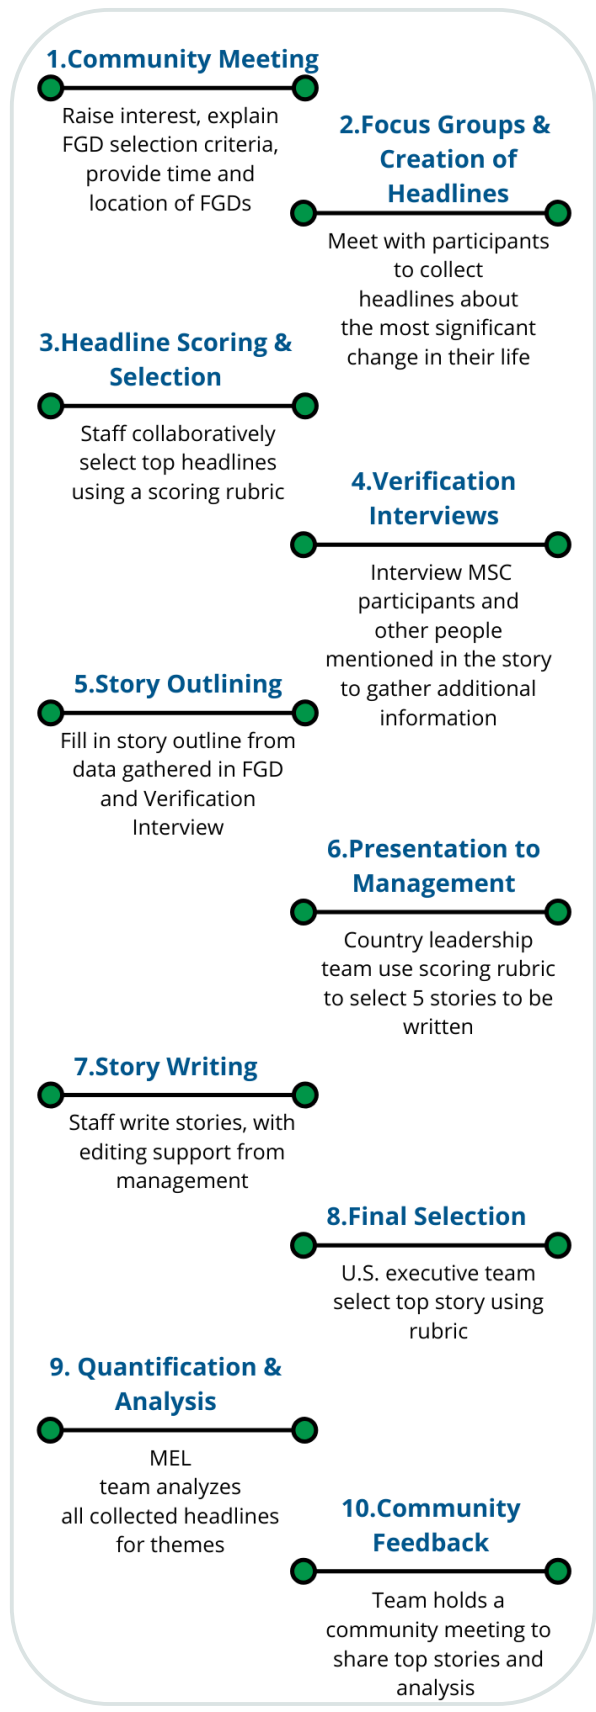 1.Community Meeting
Raise interest, explain
FGD selection criteria,
provide time and
location of FGDs
2.Focus Groups &
Creation of
Headlines
Meet with participants
to collect
headlines about
the most significant
change in their life
3.Headline Scoring &
Selection
Staff collaboratively
select top headlines
using a scoring rubric
4.Verification
Interviews
Interview MSC
participants and
other people
mentioned in the story
to gather additional
information
5.Story Outlining
Fill in story outline from
data gathered in FGD
and Verification
Interview
6.Presentation to
Management
Country leadership
team use scoring rubric
to select 5 stories to be
written
7.Story Writing
Staff write stories, with
editing support from
management
8.Final Selection
U.S. executive team
select top story using
rubric
9. Quantification &
Analysis
MEL
team analyzes
all collected headlines
for themes
10.Community
Feedback
Team holds a
community meeting to
share top stories and
analysis